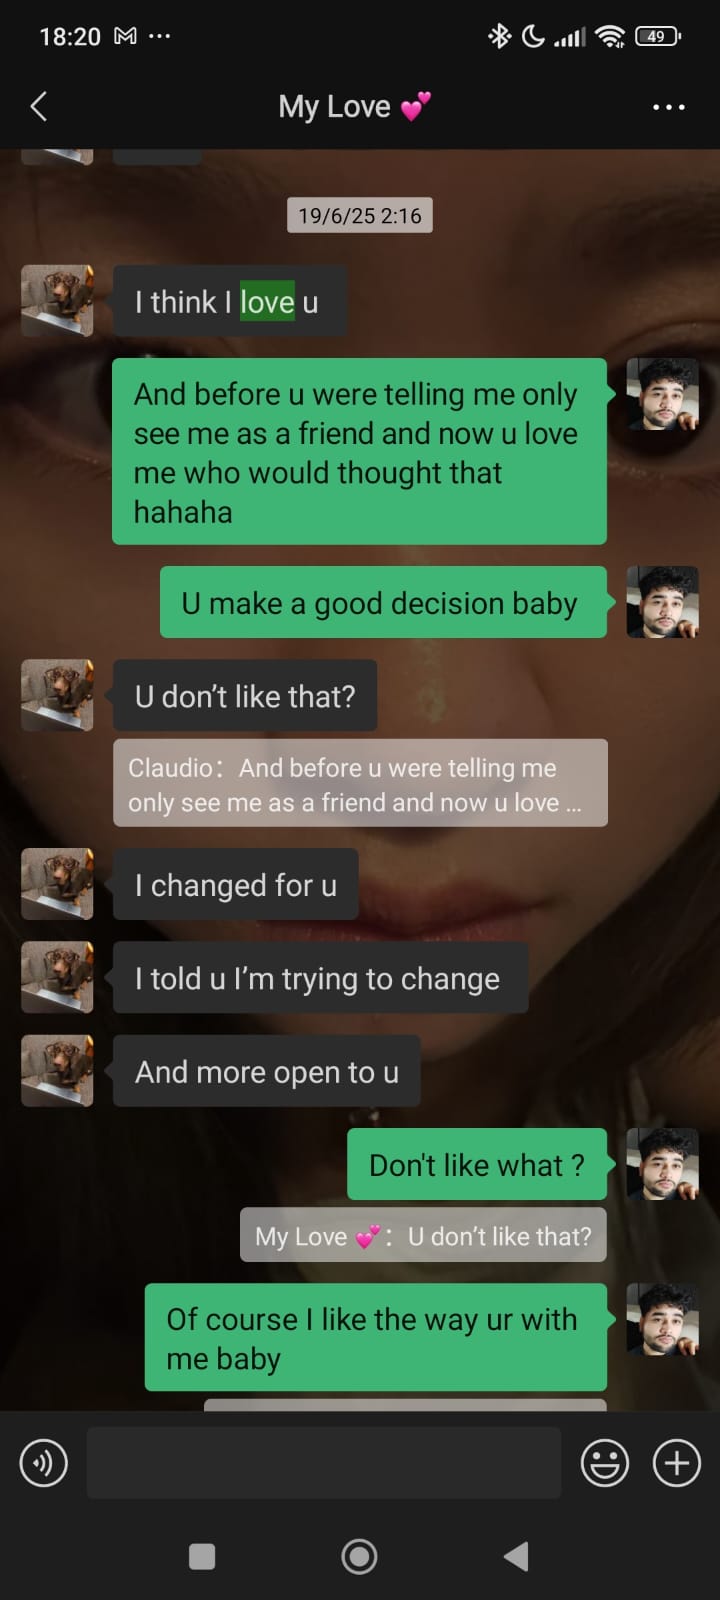 18:20
49
My Love 💕
19/6/25 2:16
I think I love u
And before u were telling me only
see me as a friend and now u love
me who would thought that
hahaha
U make a good decision baby
U don’t like that?
Claudio：And before u were telling me
only see me as a friend and now u love ...
I changed for u
I told u I’m trying to change
And more open to u
Don't like what ?
My Love 💕：U don’t like that?
Of course I like the way ur with
me baby